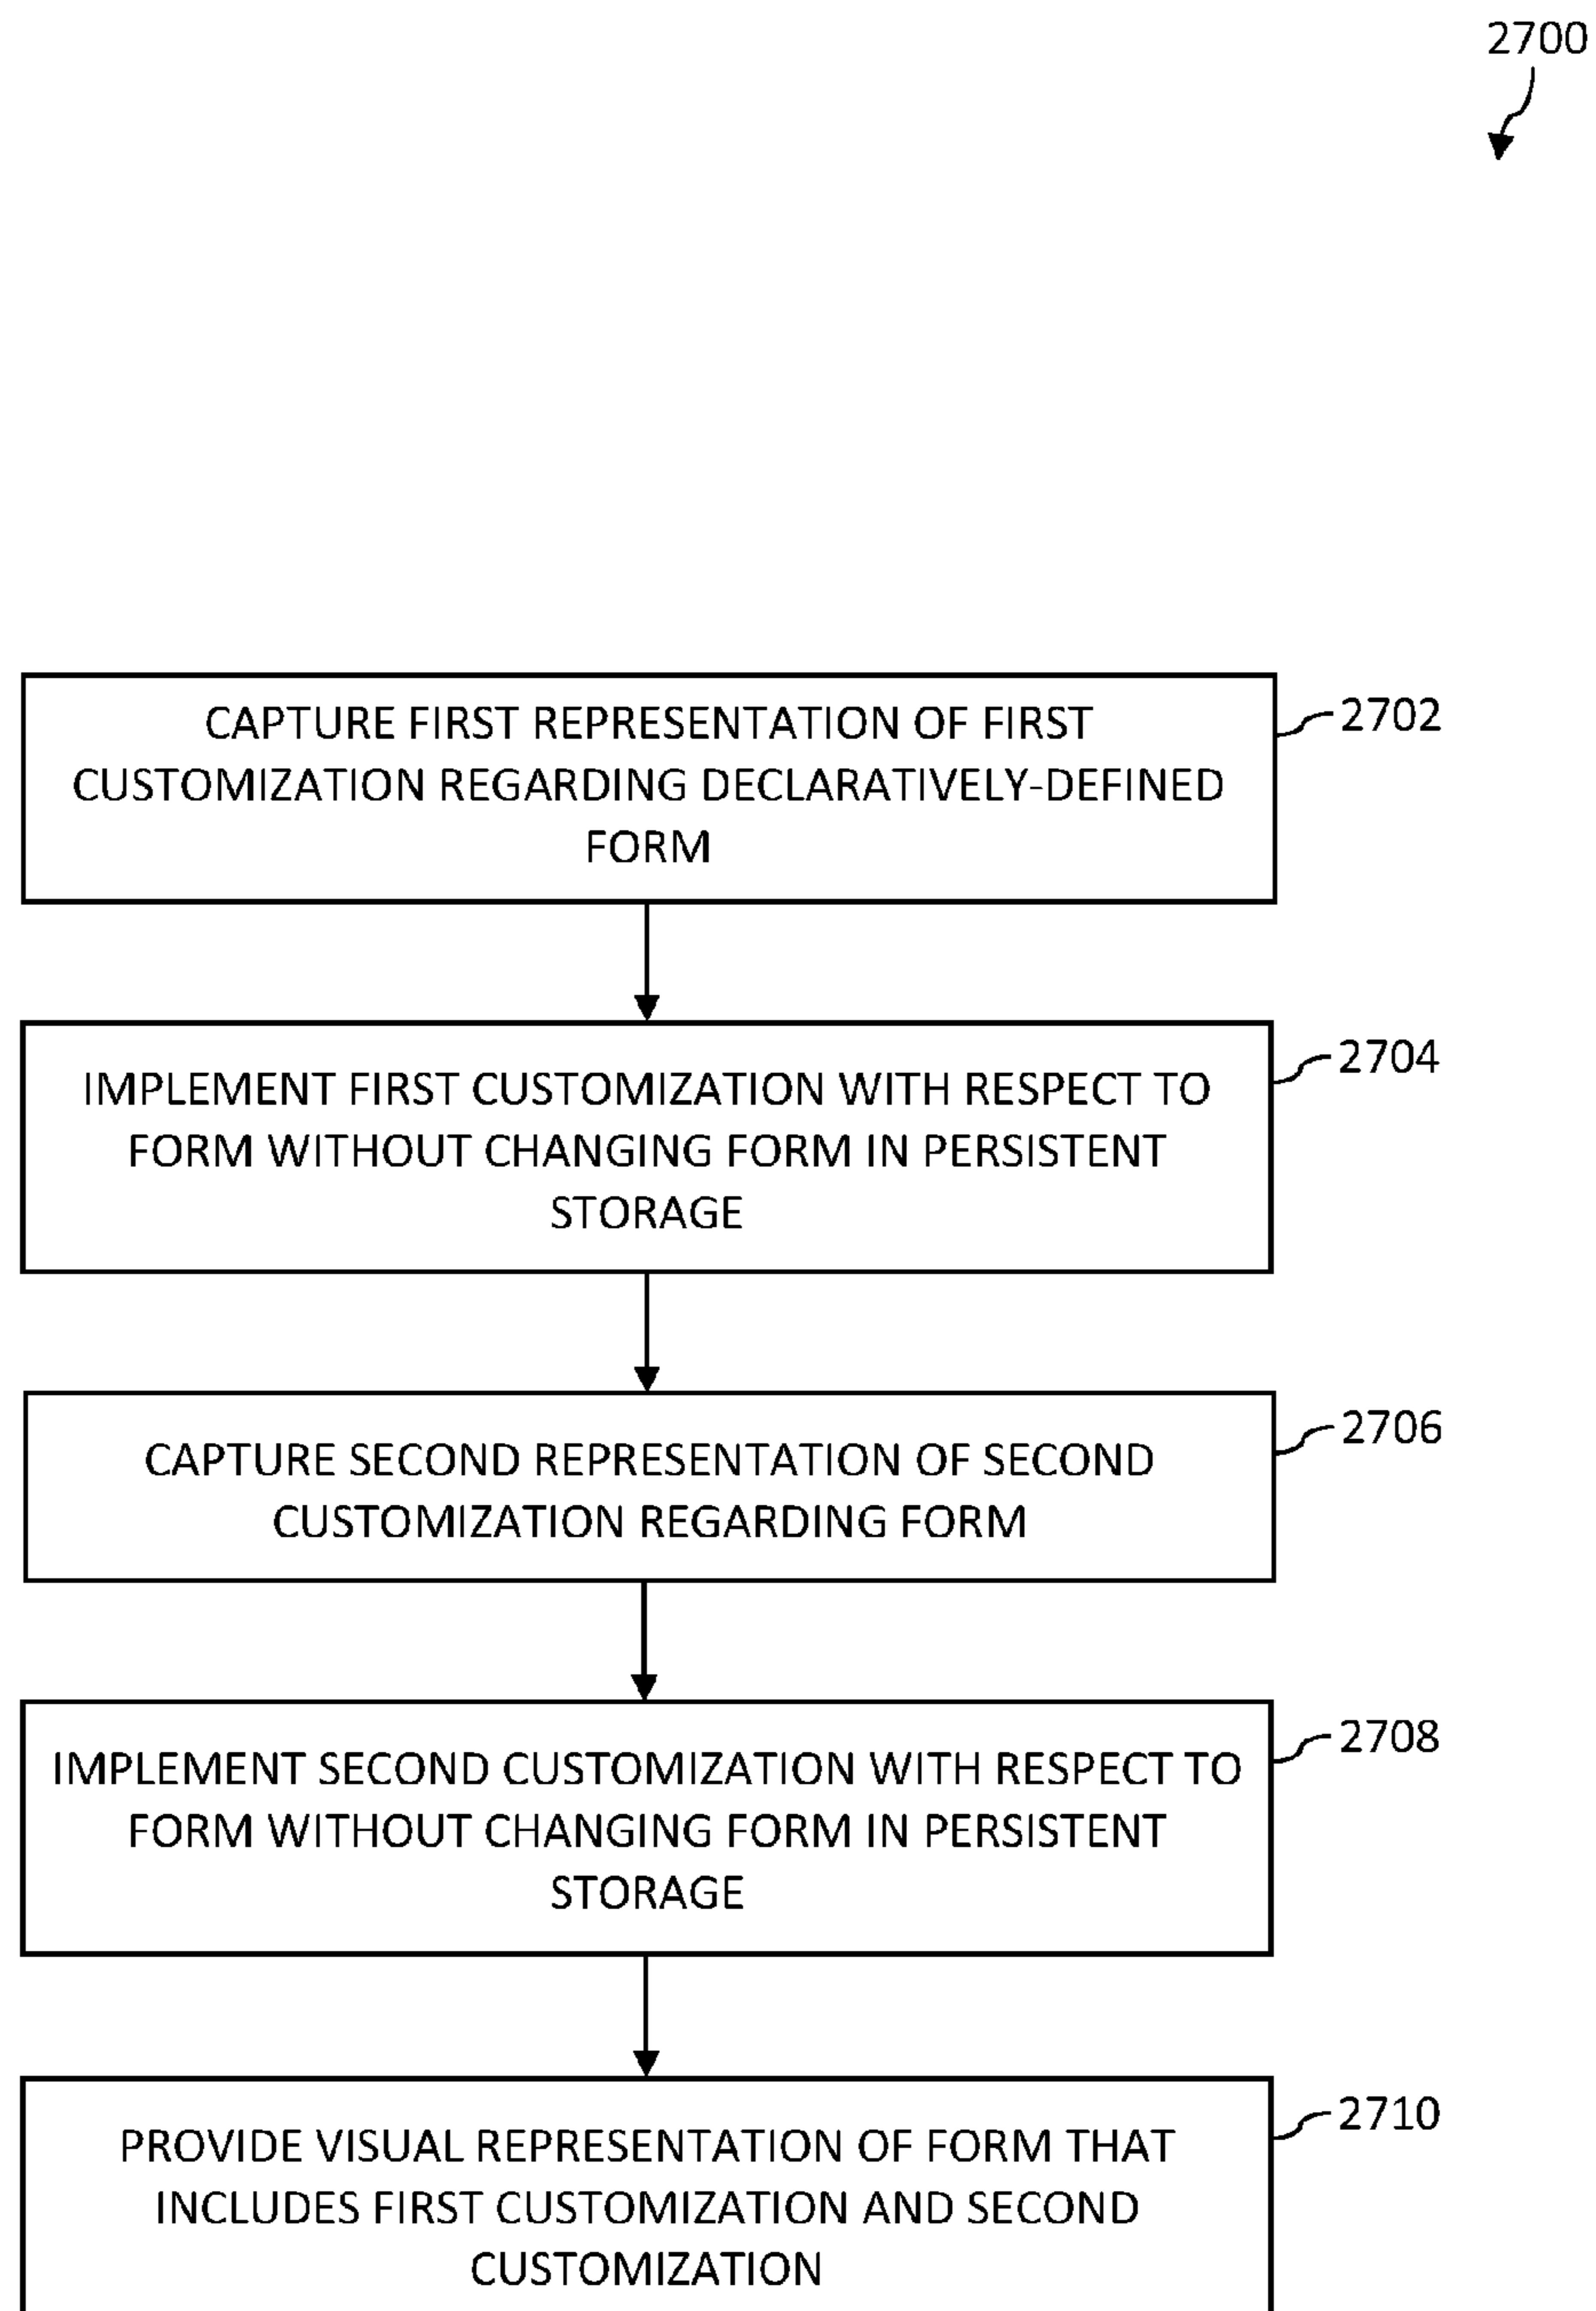 2700
CAPTURE FIRST REPRESENTATION OF FIRST
CUSTOMIZATION REGARDING DECLARATIVELY-DEFINED
FORM
2702
IMPLEMENT FIRST CUSTOMIZATION WITH RESPECT TO
FORM WITHOUT CHANGING FORM IN PERSISTENT
STORAGE
2704
CAPTURE SECOND REPRESENTATION OF SECOND
CUSTOMIZATION REGARDING FORM
2706
IMPLEMENT SECOND CUSTOMIZATION WITH RESPECT TO
FORM WITHOUT CHANGING FORM IN PERSISTENT
STORAGE
2708
PROVIDE VISUAL REPRESENTATION OF FORM THAT
INCLUDES FIRST CUSTOMIZATION AND SECOND
CUSTOMIZATION
2710